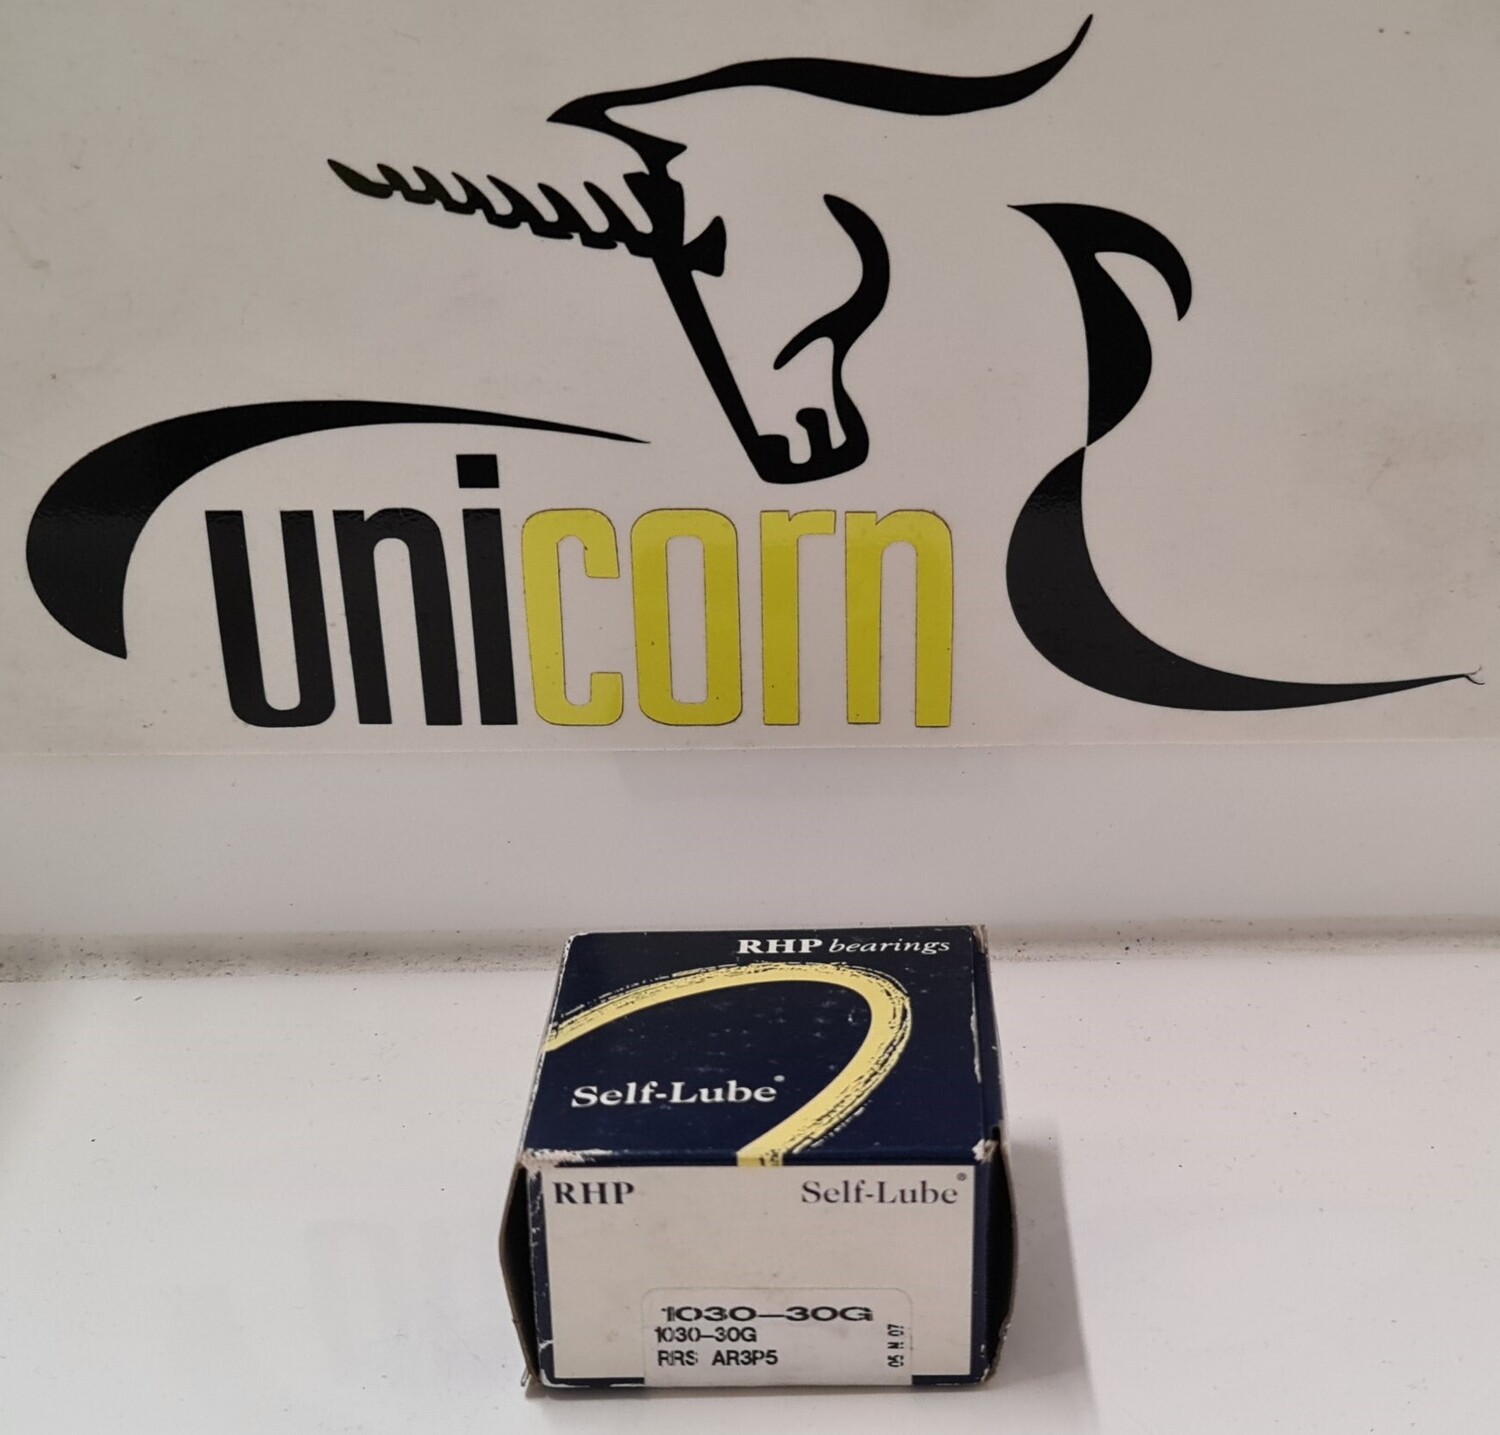 unicorn
RHP bearings
Self-Lube®
RHP Self-Lube®
1030-30G
1030-30G
RRS AR3P5
05 N 07